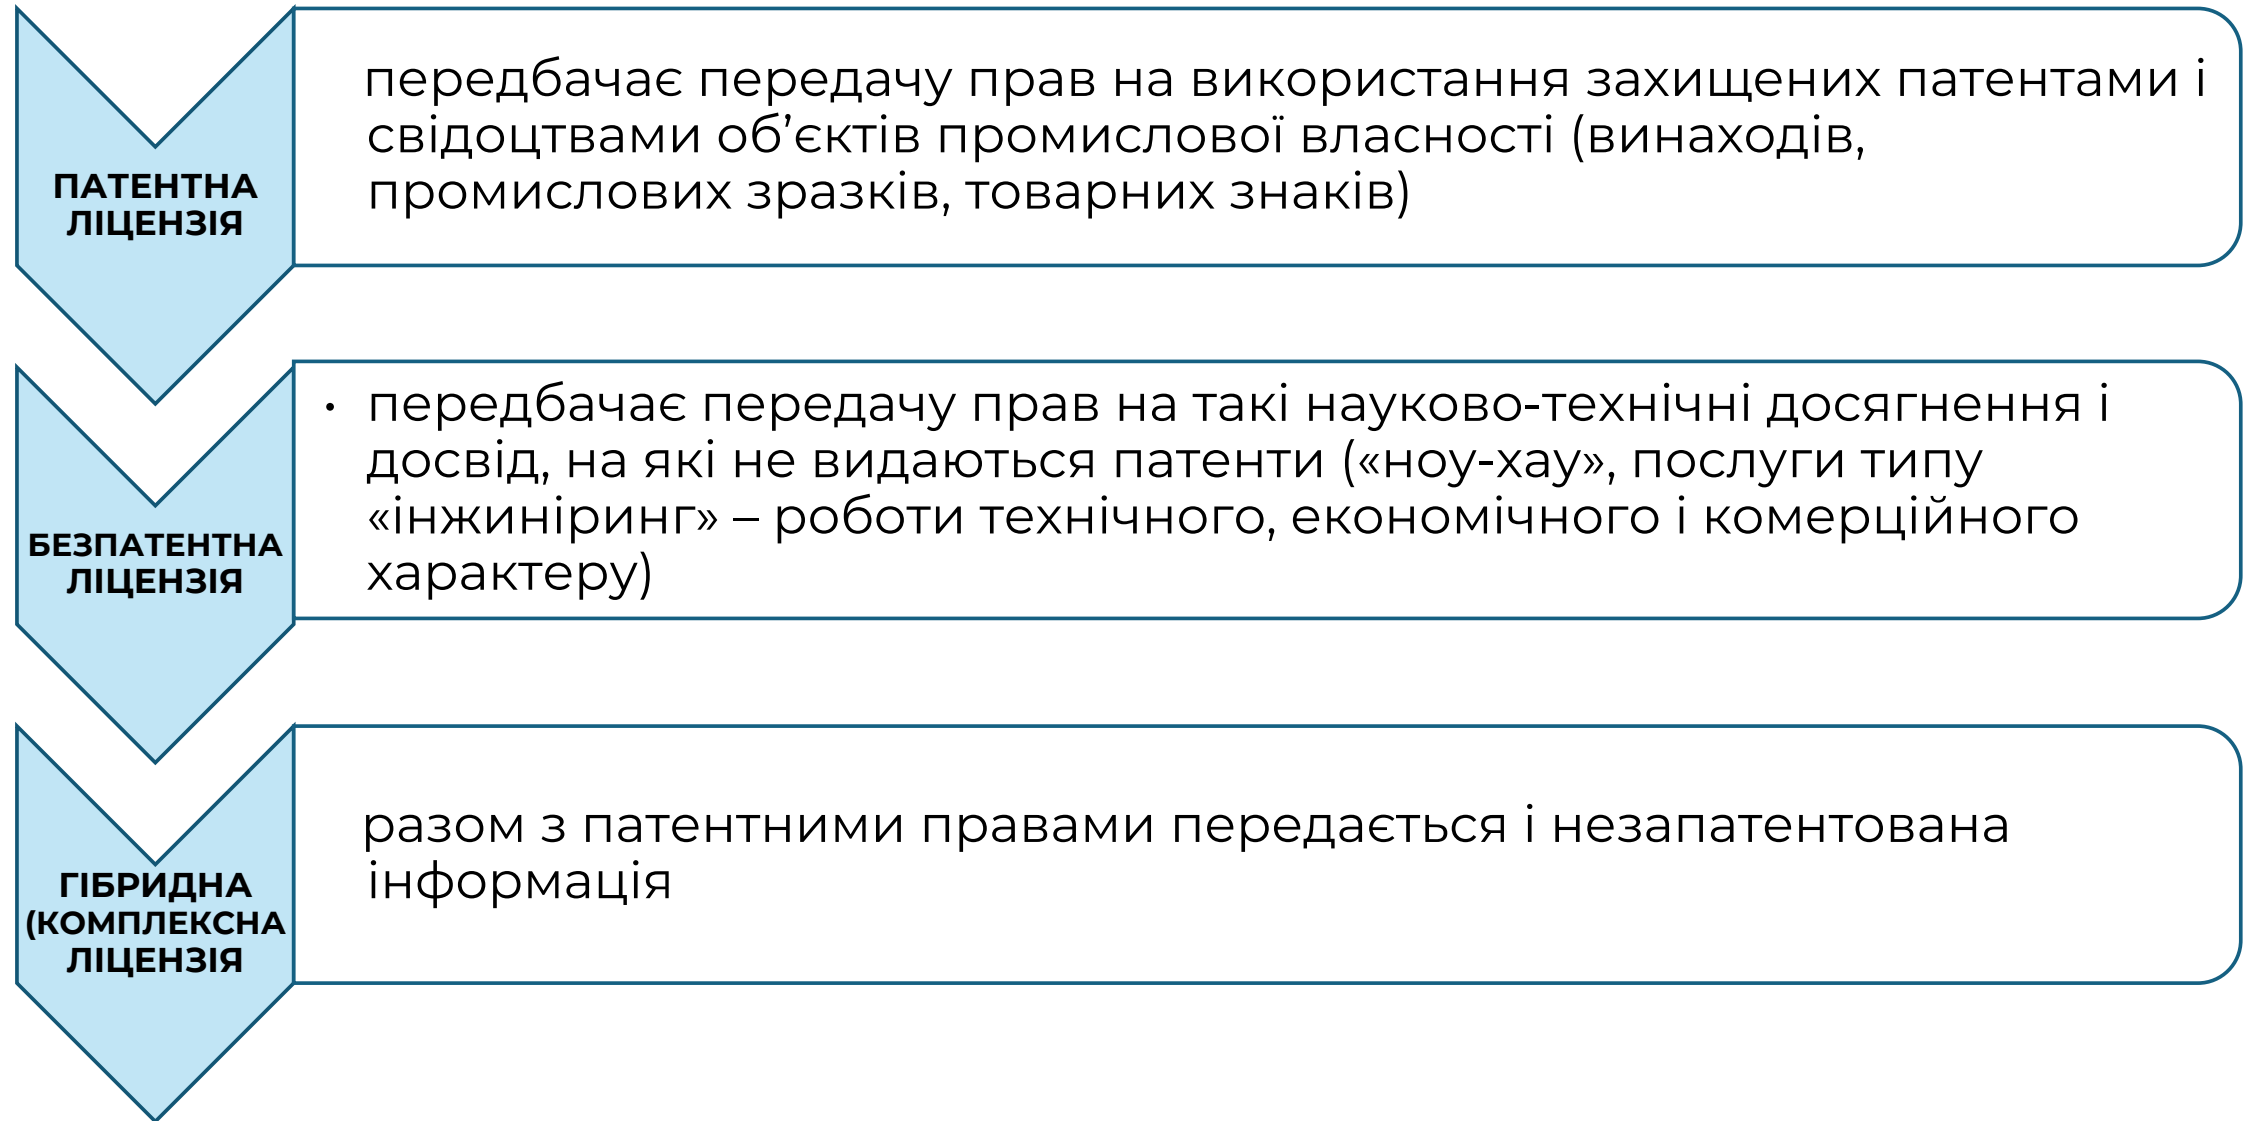 ПАТЕНТНА
ЛІЦЕНЗІЯ
передбачає передачу прав на використання захищених патентами і
свідоцтвами об’єктів промислової власності (винаходів,
промислових зразків, товарних знаків)
БЕЗПАТЕНТНА
ЛІЦЕНЗІЯ
• передбачає передачу прав на такі науково-технічні досягнення і
досвід, на які не видаються патенти («ноу-хау», послуги типу
«інжиніринг» – роботи технічного, економічного і комерційного
характеру)
ГІБРИДНА
(КОМПЛЕКСНА
ЛІЦЕНЗІЯ
разом з патентними правами передається і незапатентована
інформація